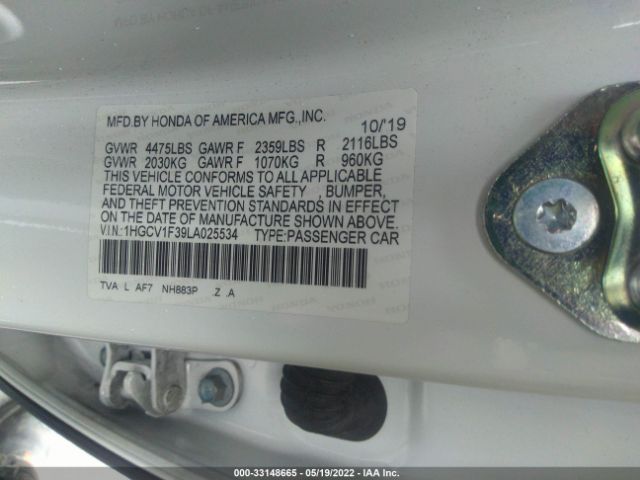 MFD.BY HONDA OF AMERICA MFG.,INC. 10/'19
GVWR 4475LBS GAWR F 2359LBS R 2116LBS
GVWR 2030KG GAWR F 1070KG R 960KG
THIS VEHICLE CONFORMS TO ALL APPLICABLE
FEDERAL MOTOR VEHICLE SAFETY , BUMPER,
AND THEFT PREVENTION STANDARDS IN EFFECT
ON THE DATE OF MANUFACTURE SHOWN ABOVE.
V.I.N.:1HGCV1F39LA025534 TYPE:PASSENGER CAR
TVA L AF7 NH883P .Z .A
000-33148665 - 05/19/2022 - IAA Inc.